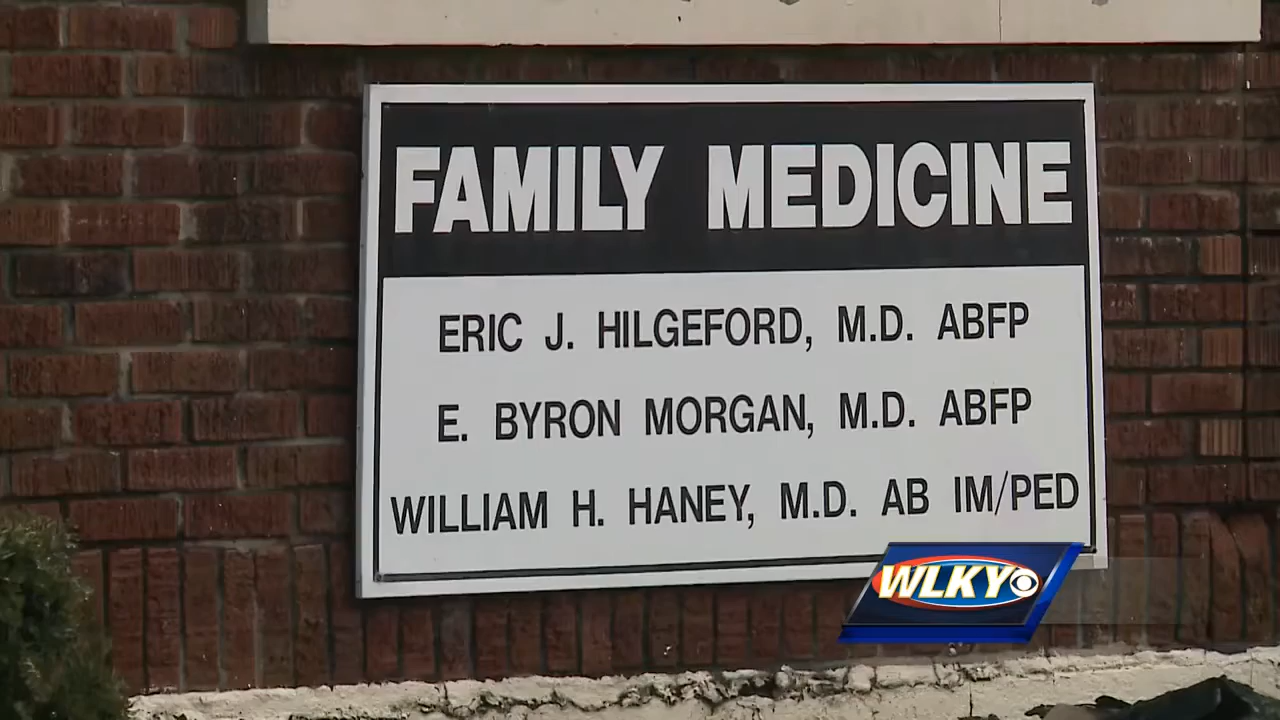 FAMILY MEDICINE
ERIC J. HILGEFORD, M.D. ABFP
E. BYRON MORGAN, M.D. ABFP
WILLIAM H. HANEY, M.D. AB IM/PED
WLKY